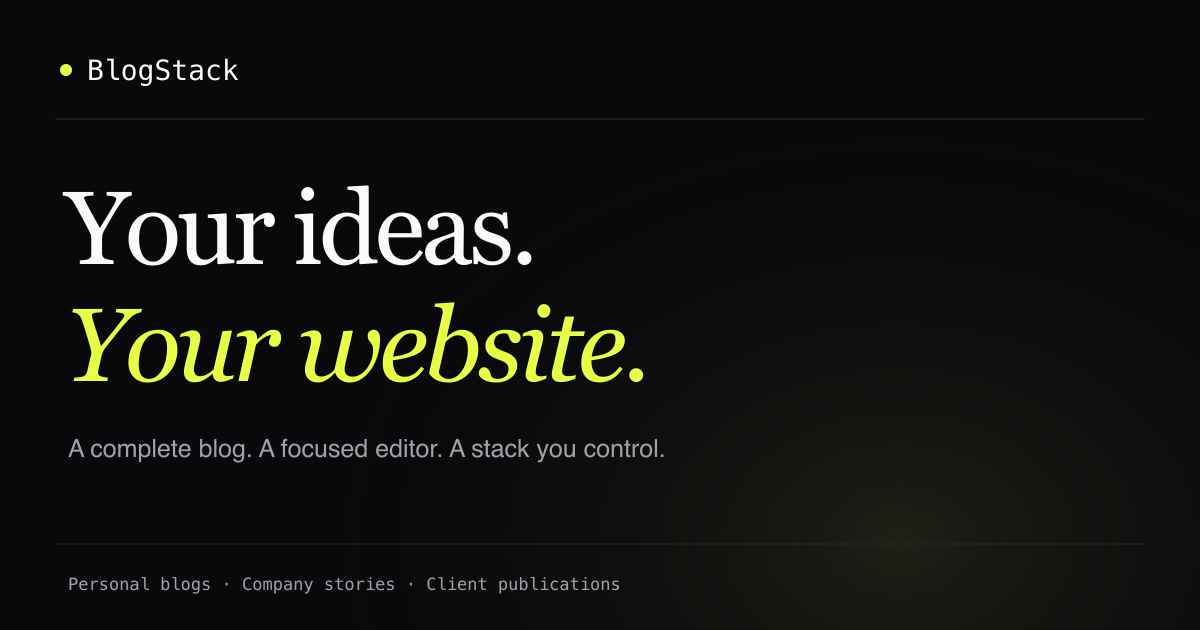 BlogStack
Your ideas.
Your website.
A complete blog. A focused editor. A stack you control.
Personal blogs · Company stories · Client publications